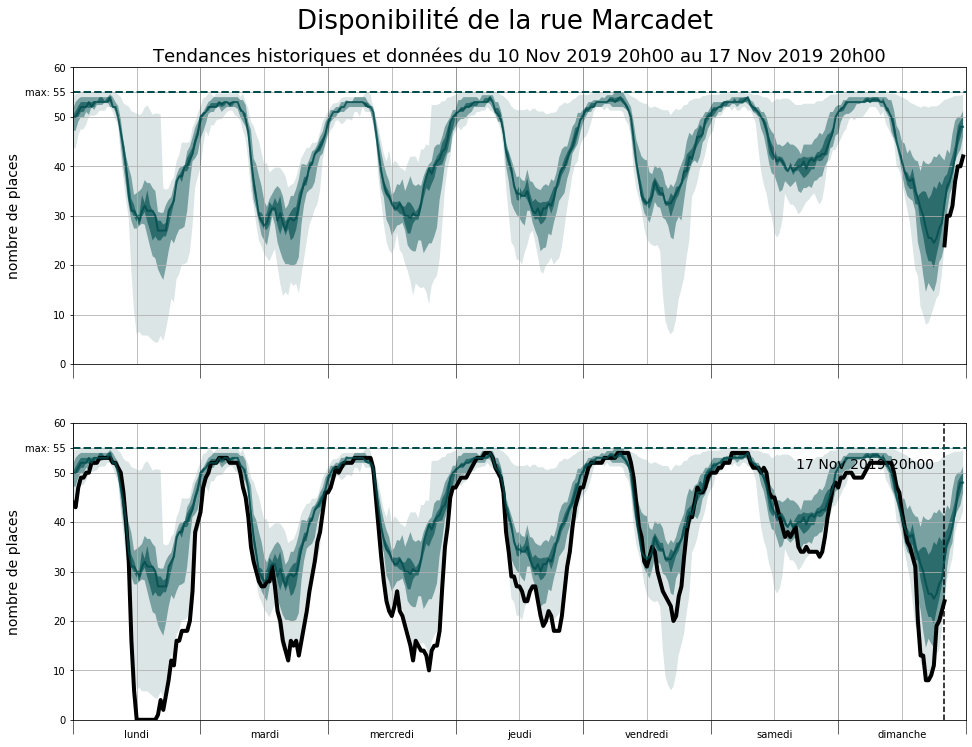 Disponibilité de la rue Marcadet
Tendances historiques et données du 10 Nov 2019 20h00 au 17 Nov 2019 20h00
60
max: 55
50
40
30
20
10
0
nombre de places
60
max: 55
50
40
30
20
10
0
nombre de places
17 Nov 2019 20h00
lundi mardi mercredi jeudi vendredi samedi dimanche